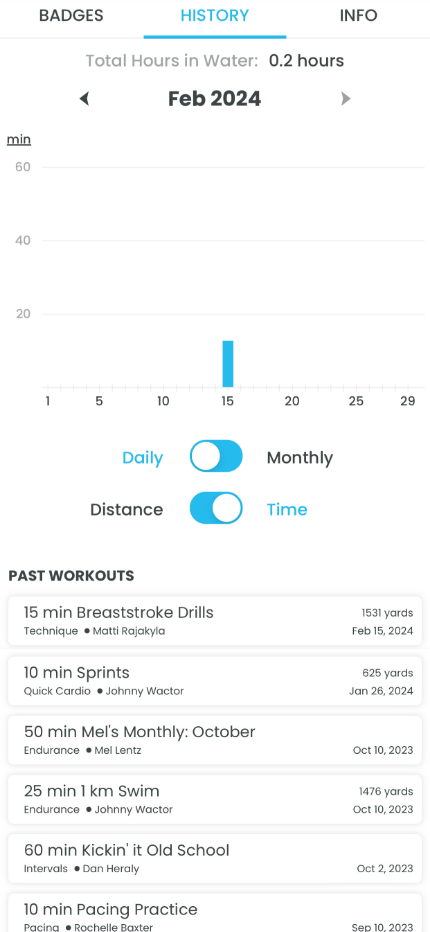 BADGES HISTORY INFO
Total Hours in Water: 0.2 hours
Feb 2024
min
60
40
20
1 5 10 15 20 25 29
Daily Monthly
Distance Time
PAST WORKOUTS
15 min Breaststroke Drills 1531 yards
Technique • Matti Rajakyla Feb 15, 2024
10 min Sprints 625 yards
Quick Cardio • Johnny Wactor Jan 26, 2024
50 min Mel's Monthly: October
Endurance • Mel Lentz Oct 10, 2023
25 min 1 km Swim 1476 yards
Endurance • Johnny Wactor Oct 10, 2023
60 min Kickin' it Old School
Intervals • Dan Heraly Oct 2, 2023
10 min Pacing Practice
Pacing • Rochelle Baxter Sep 10, 2023